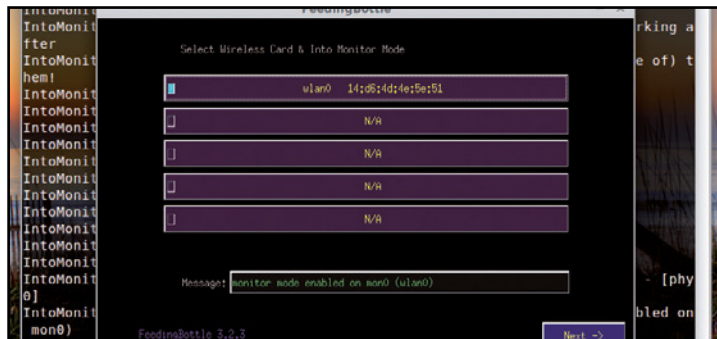 FeedingBottle
IntoMonit
IntoMonit rking a
fter
IntoMonit e of) t
hem!
Select Wireless Card & Into Monitor Mode
IntoMonit
wlan0 14:d6:4d:4e:5e:51
IntoMonit
N/A
IntoMonit
IntoMonit
N/A
IntoMonit
IntoMonit
N/A
IntoMonit
IntoMonit
N/A
IntoMonit
IntoMonit
IntoMonit
IntoMonit - [phy
0]
Message: monitor mode enabled on mon0 (wlan0)
IntoMonit bled on
mon0)
FeedingBottle 3.2.3
Next ->